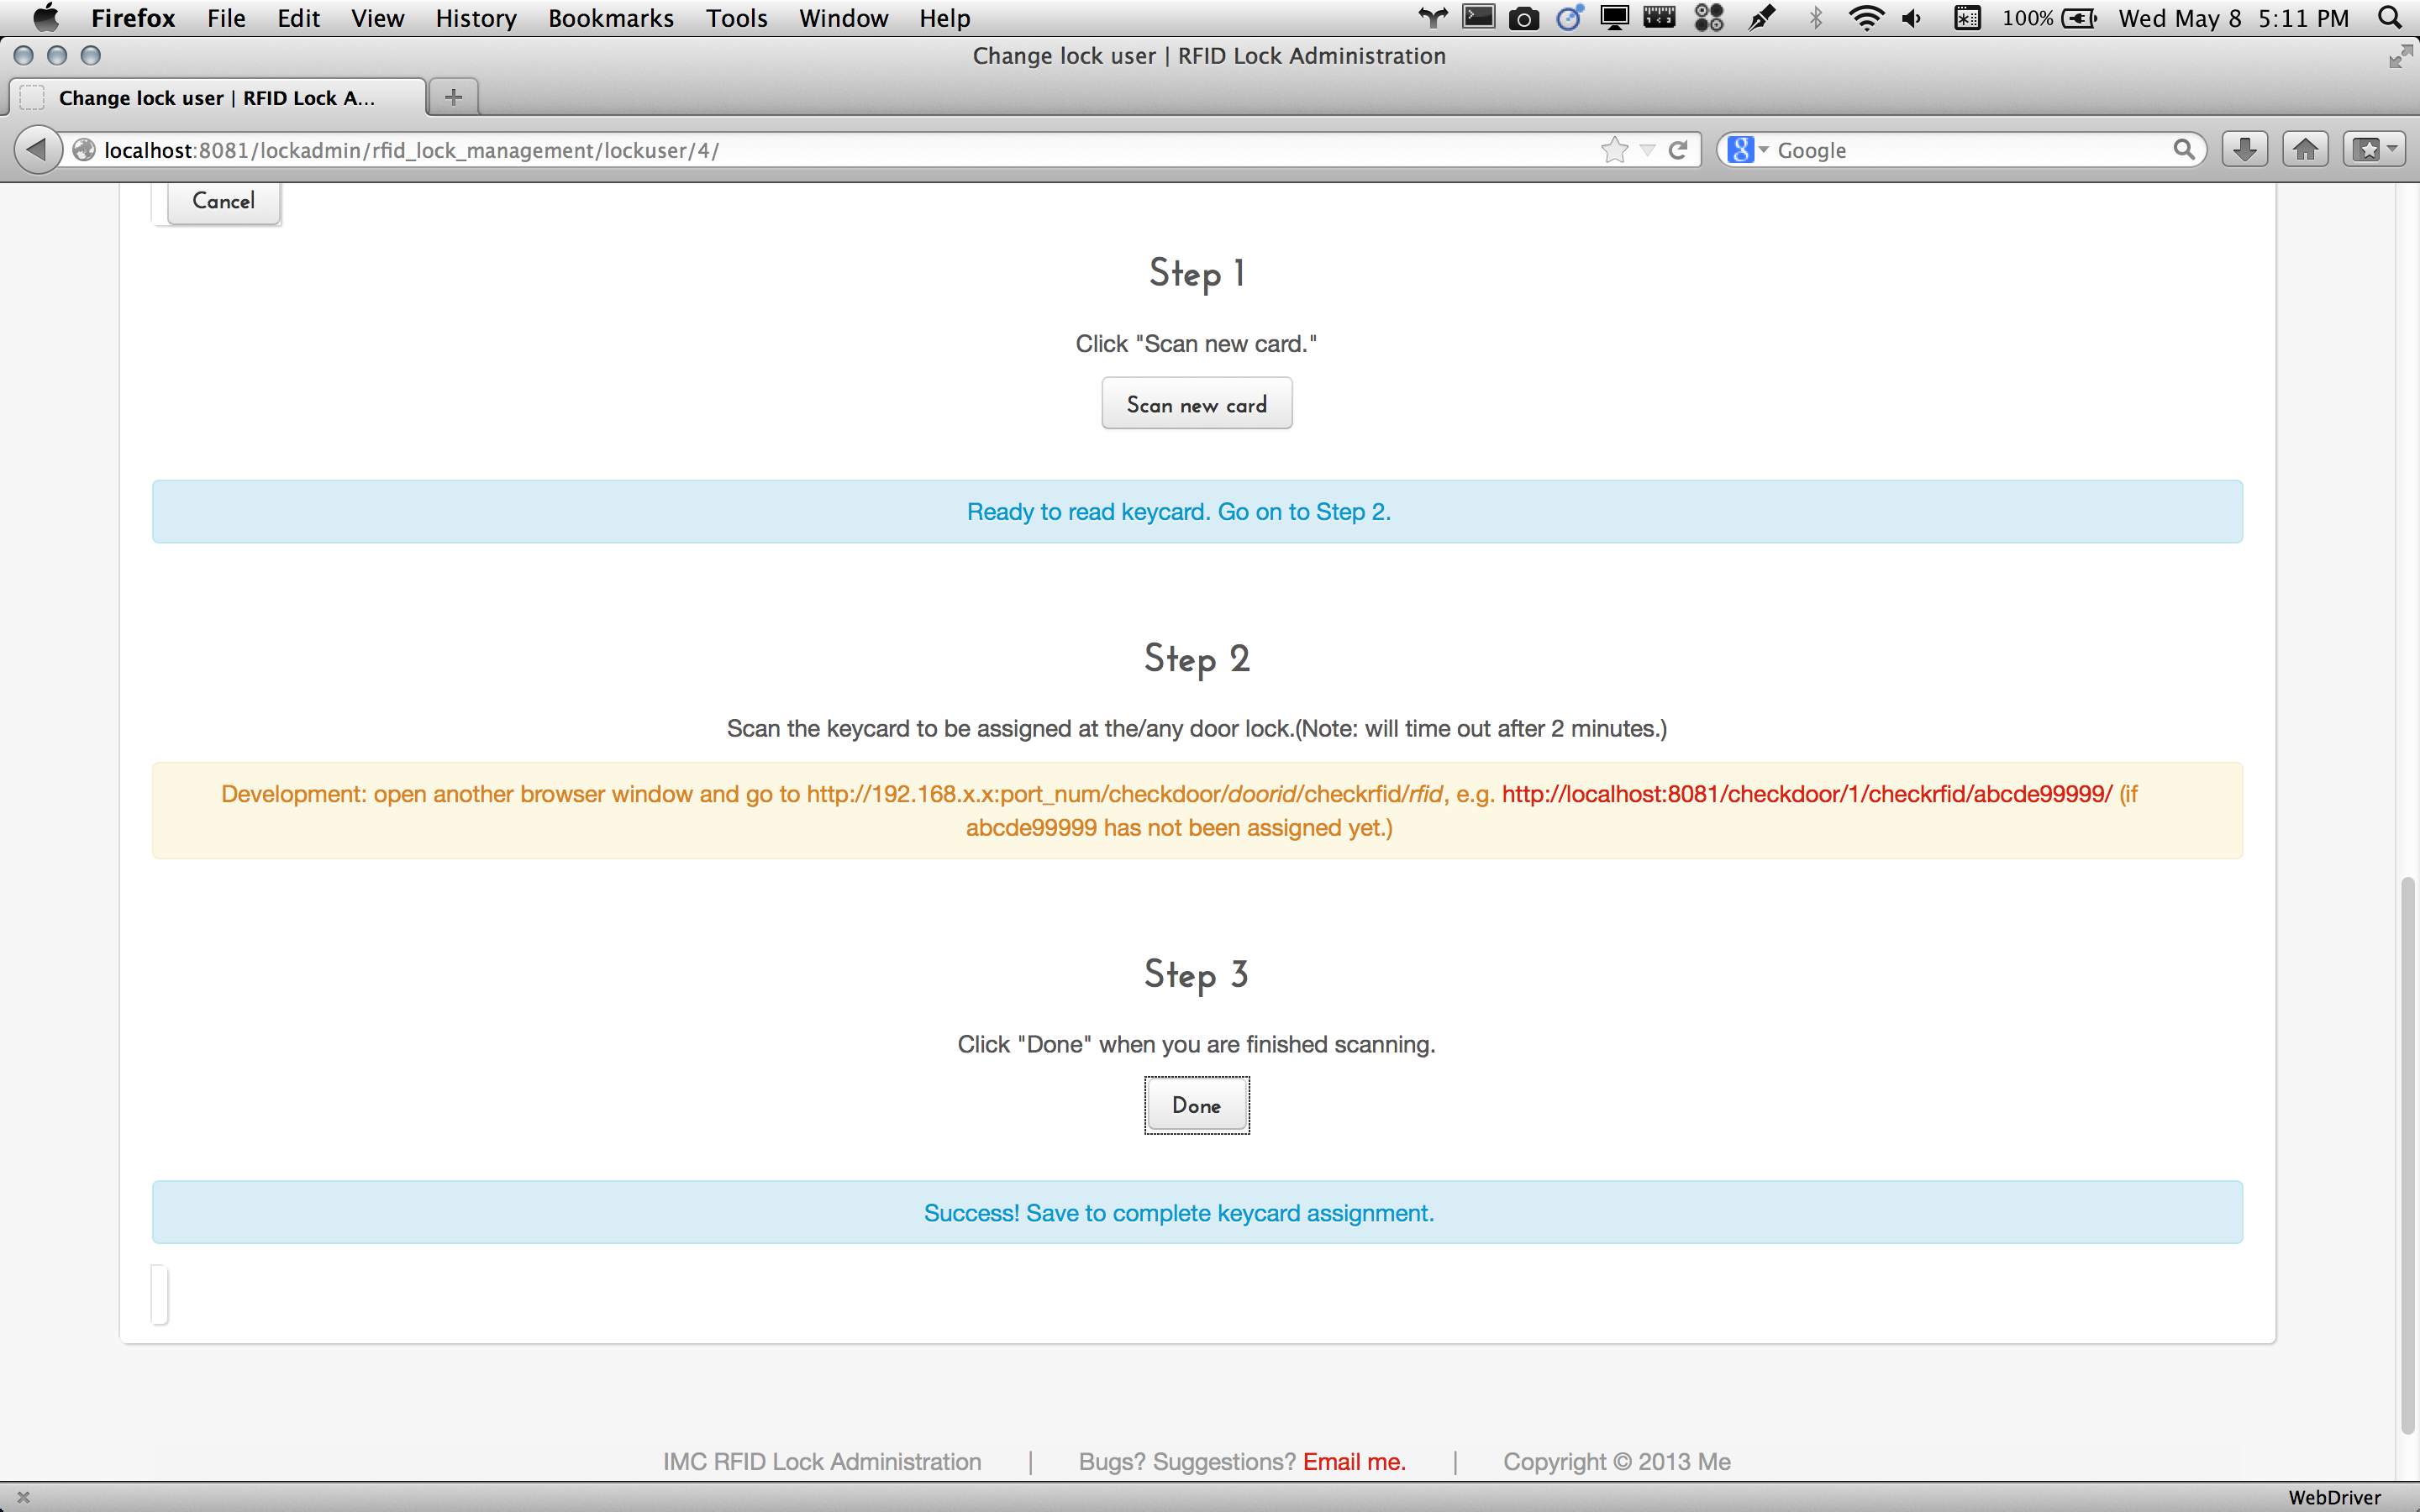 Firefox File Edit View History Bookmarks Tools Window Help 100% Wed May 8 5:11 PM
Change lock user | RFID Lock Administration
Change lock user | RFID Lock A...
localhost:8081/lockadmin/rfid_lock_management/lockuser/4/ Google
Cancel
Step 1
Click "Scan new card."
Scan new card
Ready to read keycard. Go on to Step 2.
Step 2
Scan the keycard to be assigned at the/any door lock.(Note: will time out after 2 minutes.)
Development: open another browser window and go to http://192.168.x.x:port_num/checkdoor/doorid/checkrfid/rfid, e.g. http://localhost:8081/checkdoor/1/checkrfid/abcde99999/ (if
abcde99999 has not been assigned yet.)
Step 3
Click "Done" when you are finished scanning.
Done
Success! Save to complete keycard assignment.
IMC RFID Lock Administration | Bugs? Suggestions? Email me. | Copyright © 2013 Me
WebDriver